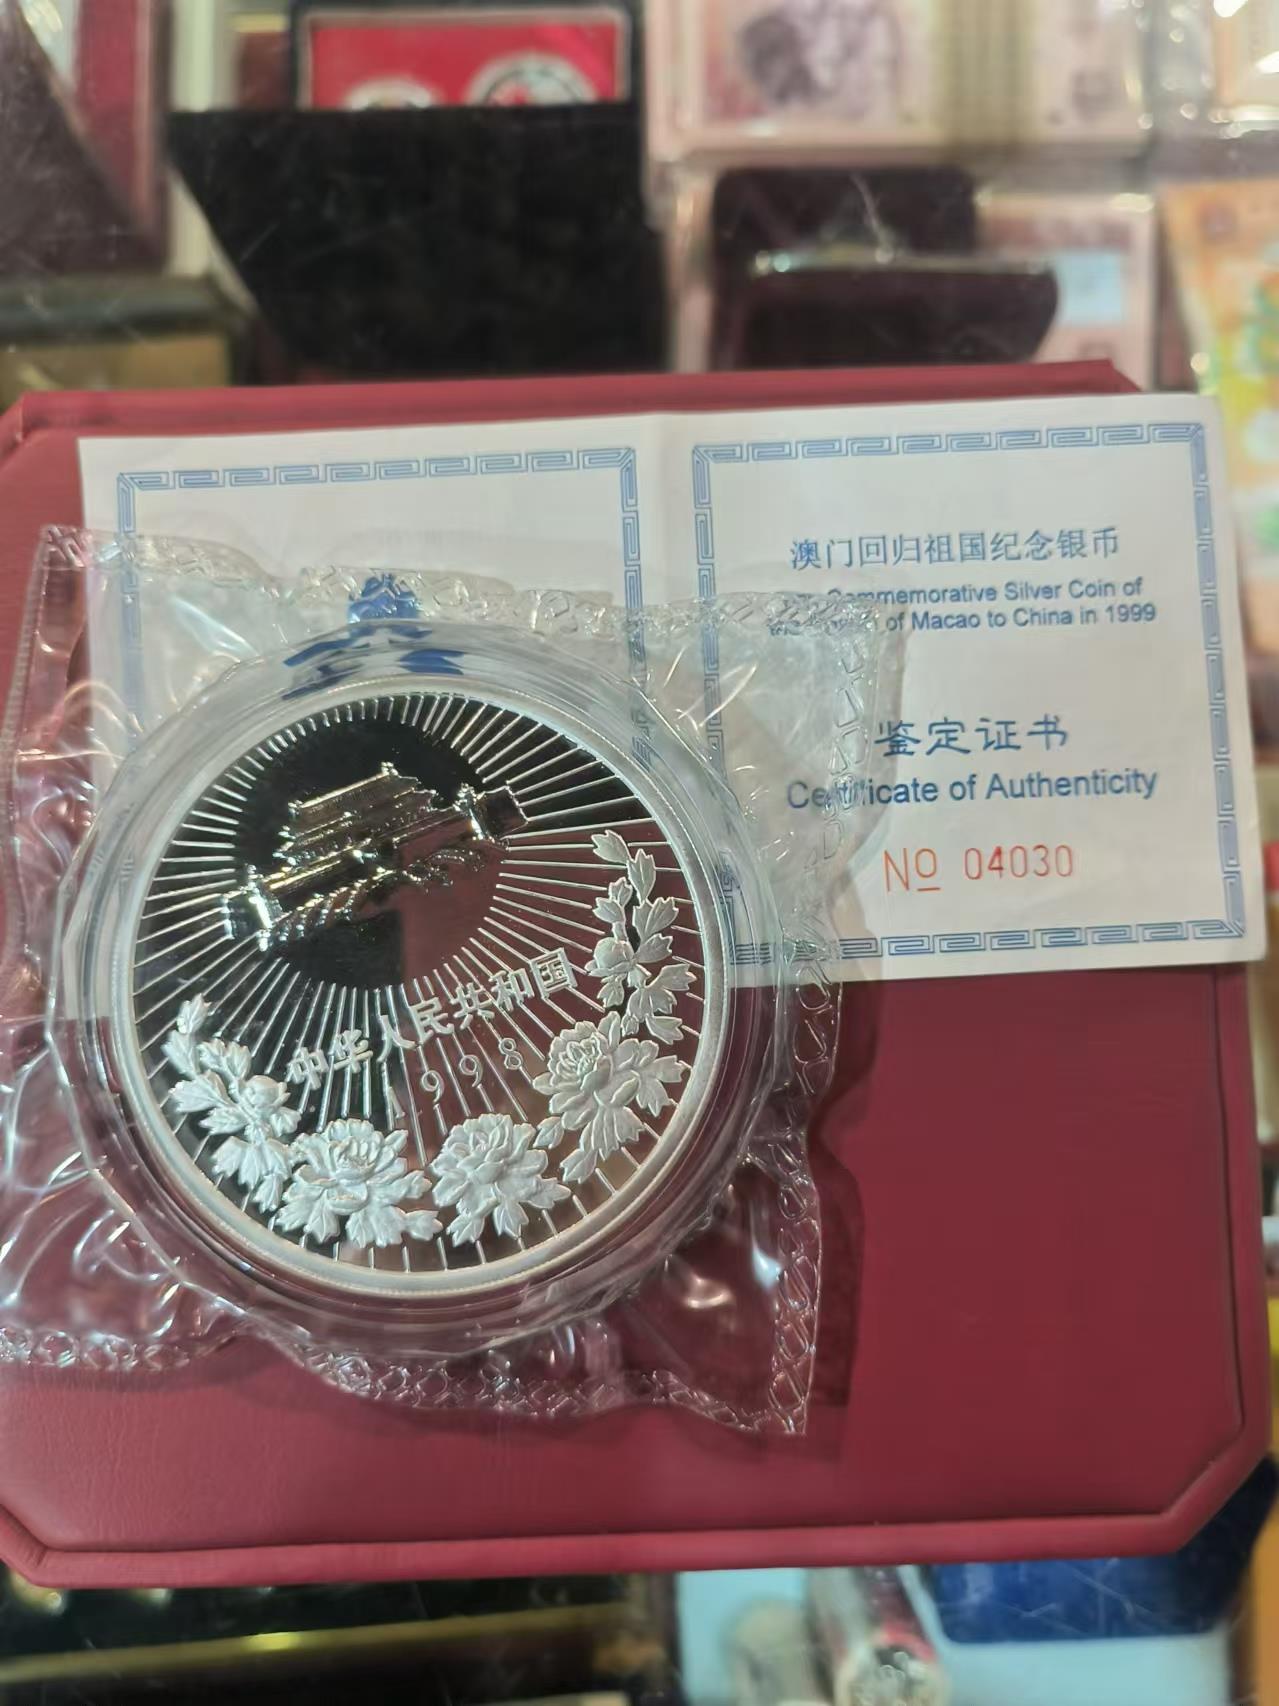 澳门回归祖国纪念银币
Commemorative Silver Coin of
of Macao to China in 1999
鉴定证书
Certificate of Authenticity
Nº 04030
中华人民共和国
1998